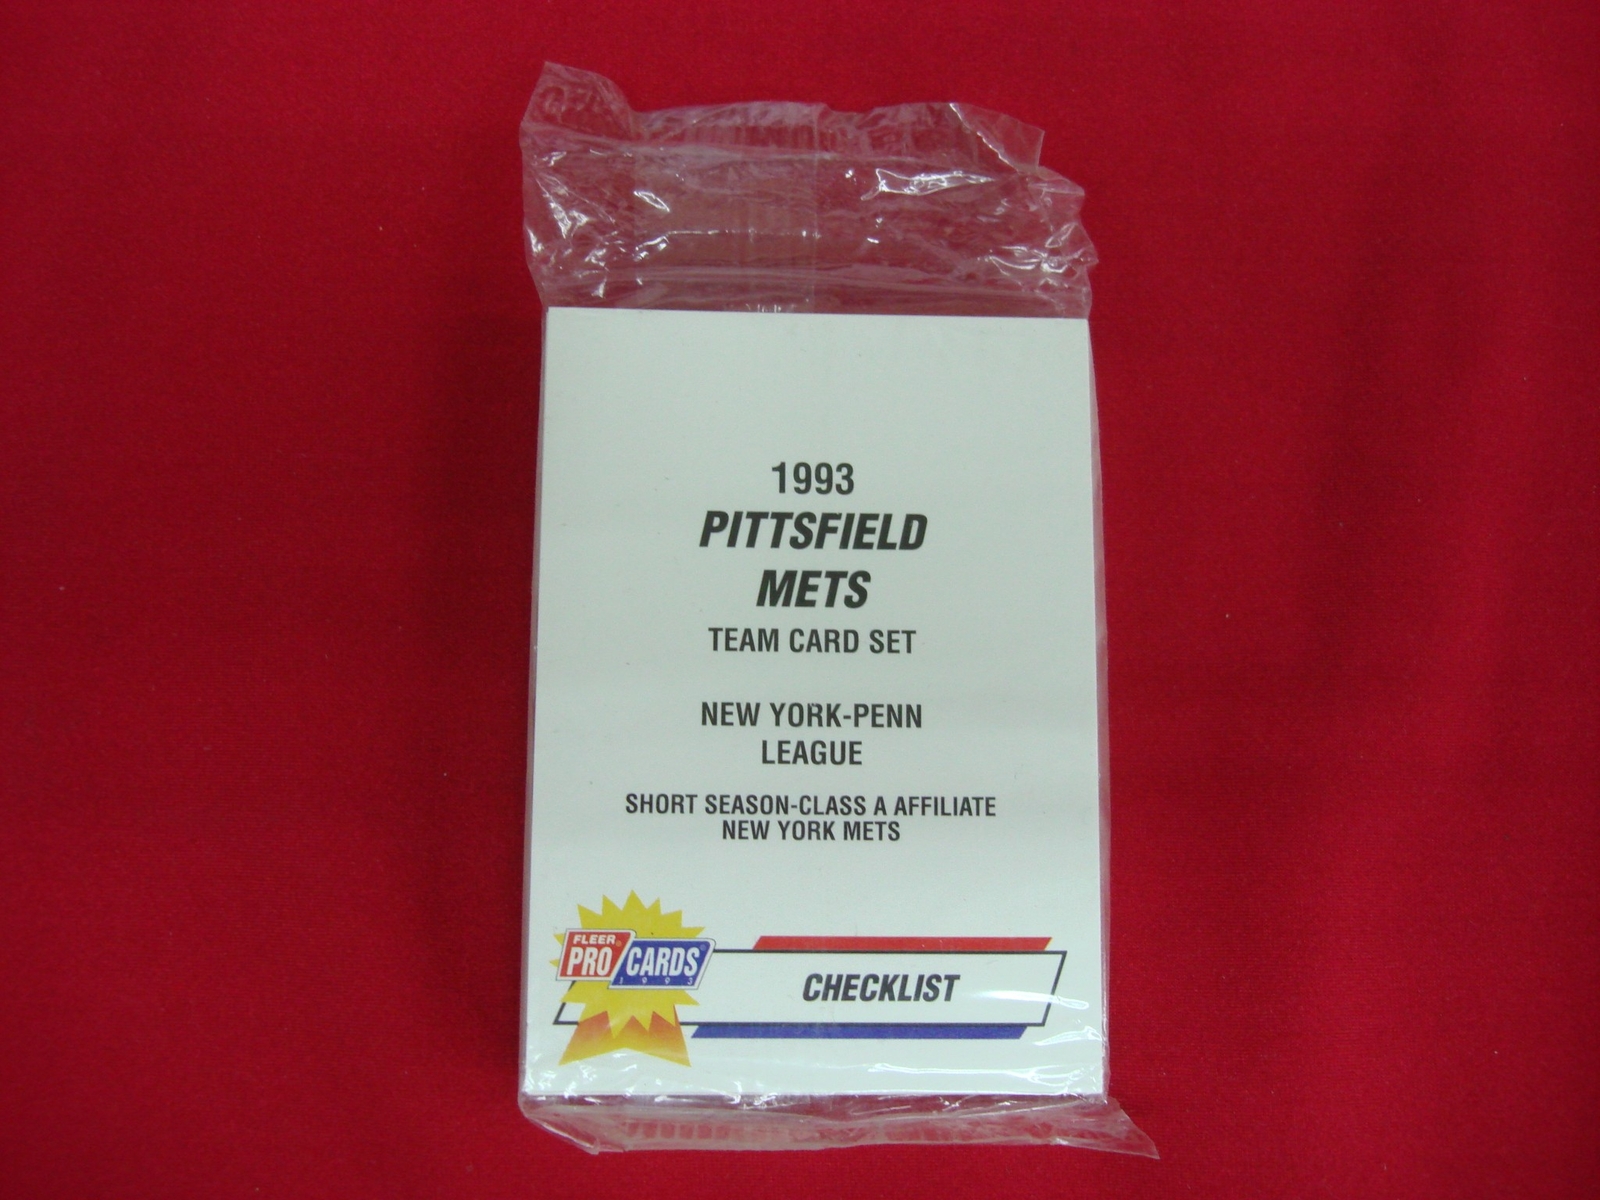 1993
PITTSFIELD
METS
TEAM CARD SET
NEW YORK-PENN
LEAGUE
SHORT SEASON-CLASS A AFFILIATE
NEW YORK METS
FLEER
PRO CARDS
1993
CHECKLIST